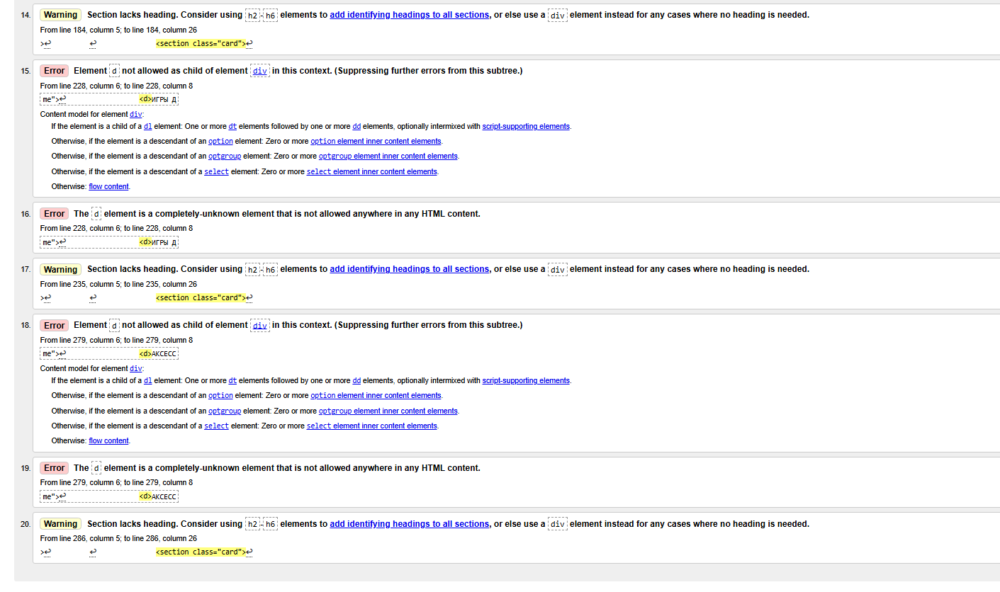 14. Warning Section lacks heading. Consider using h2-h6 elements to add identifying headings to all sections, or else use a div element instead for any cases where no heading is needed.
From line 184, column 5; to line 184, column 26
>↩ ↩ <section class="card">↩
15. Error Element d not allowed as child of element div in this context. (Suppressing further errors from this subtree.)
From line 228, column 6; to line 228, column 8
me">↩ <d>ИГРЫ Д
Content model for element div:
If the element is a child of a dl element: One or more dt elements followed by one or more dd elements, optionally intermixed with script-supporting elements.
Otherwise, if the element is a descendant of an option element: Zero or more option element inner content elements.
Otherwise, if the element is a descendant of an optgroup element: Zero or more optgroup element inner content elements.
Otherwise, if the element is a descendant of a select element: Zero or more select element inner content elements.
Otherwise: flow content.
16. Error The d element is a completely-unknown element that is not allowed anywhere in any HTML content.
From line 228, column 6; to line 228, column 8
me">↩ <d>ИГРЫ Д
17. Warning Section lacks heading. Consider using h2-h6 elements to add identifying headings to all sections, or else use a div element instead for any cases where no heading is needed.
From line 235, column 5; to line 235, column 26
>↩ ↩ <section class="card">↩
18. Error Element d not allowed as child of element div in this context. (Suppressing further errors from this subtree.)
From line 279, column 6; to line 279, column 8
me">↩ <d>АКСЕСС
Content model for element div:
If the element is a child of a dl element: One or more dt elements followed by one or more dd elements, optionally intermixed with script-supporting elements.
Otherwise, if the element is a descendant of an option element: Zero or more option element inner content elements.
Otherwise, if the element is a descendant of an optgroup element: Zero or more optgroup element inner content elements.
Otherwise, if the element is a descendant of a select element: Zero or more select element inner content elements.
Otherwise: flow content.
19. Error The d element is a completely-unknown element that is not allowed anywhere in any HTML content.
From line 279, column 6; to line 279, column 8
me">↩ <d>АКСЕСС
20. Warning Section lacks heading. Consider using h2-h6 elements to add identifying headings to all sections, or else use a div element instead for any cases where no heading is needed.
From line 286, column 5; to line 286, column 26
>↩ ↩ <section class="card">↩